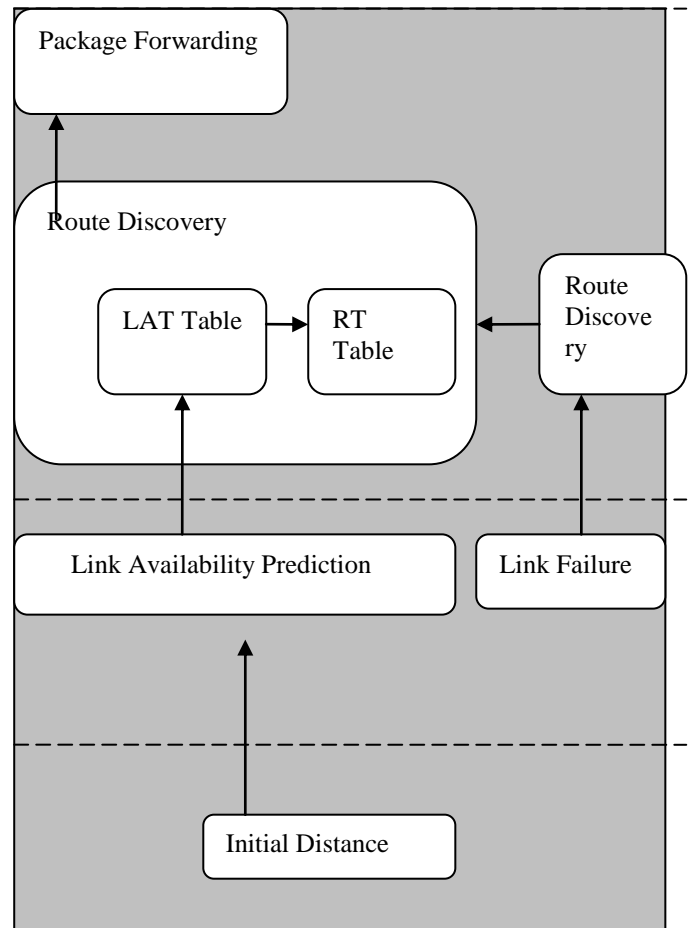 Package Forwarding
Route Discovery
LAT Table
RT
Table
Route
Discove
ry
Link Availability Prediction
Link Failure
Initial Distance